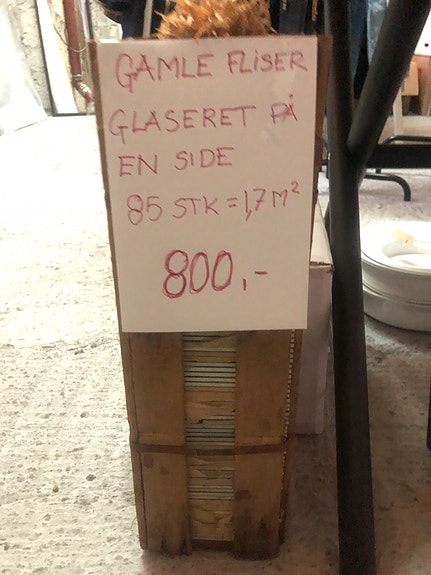 GAMLE FLISER
GLASERET PÅ
EN SIDE
85 STK = 1,7 M²
800,-